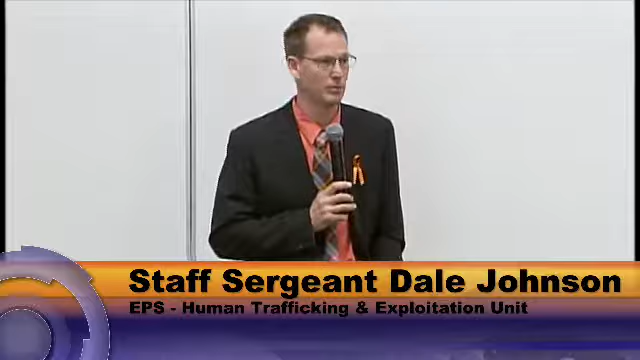 Staff Sergeant Dale Johnson
EPS - Human Trafficking & Exploitation Unit